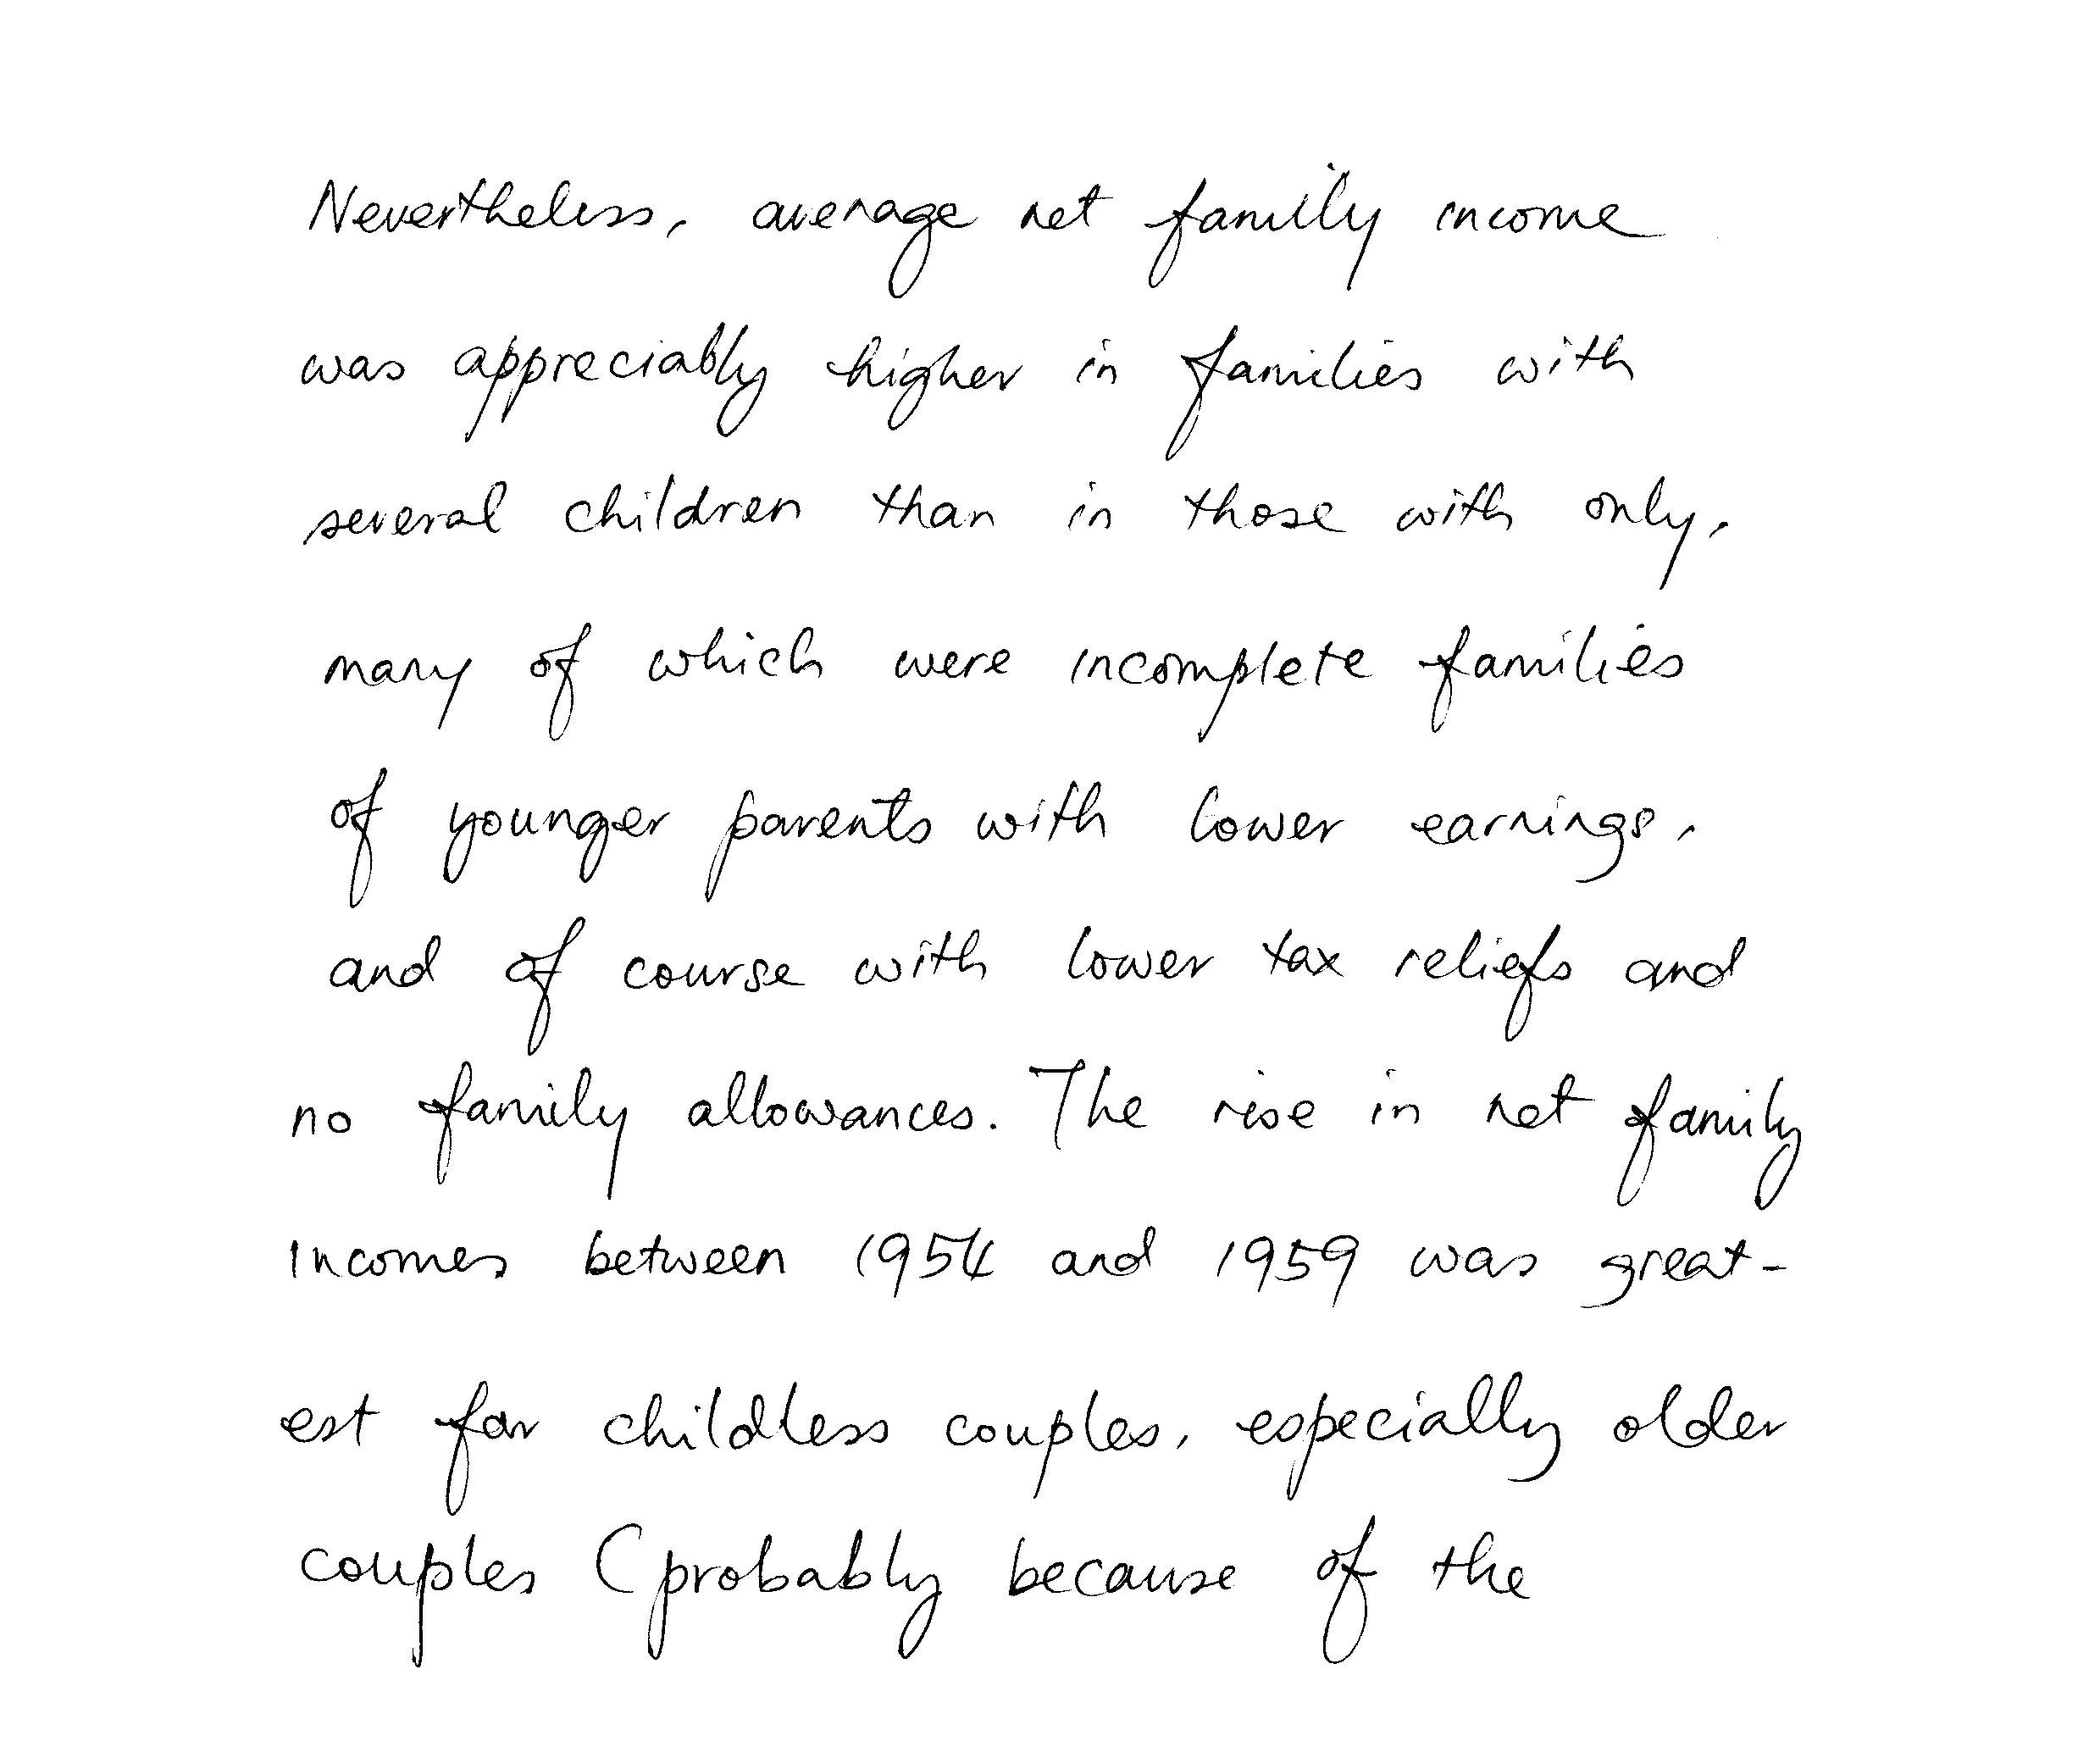 Nevertheless, average net family income
was appreciably higher in families with
several children than in those with only,
many of which were incomplete families
of younger parents with lower earnings,
and of course with lower tax reliefs and
no family allowances. The rise in net family
incomes between 1954 and 1959 was great-
est for childless couples, especially older
couples (probably because of the